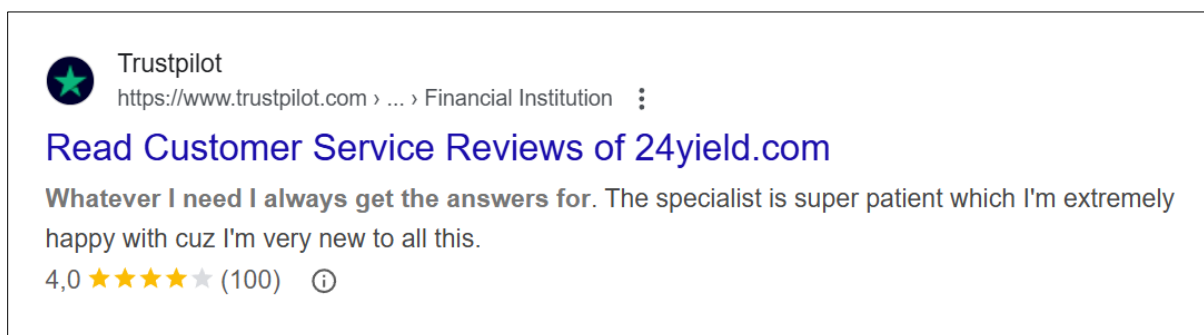 Trustpilot
https://www.trustpilot.com › ... › Financial Institution
Read Customer Service Reviews of 24yield.com
Whatever I need I always get the answers for. The specialist is super patient which I'm extremely
happy with cuz I'm very new to all this.
4,0 (100)